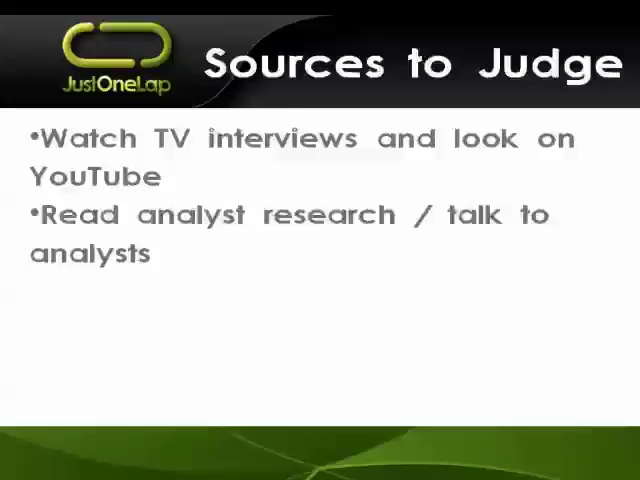 JustOneLap
Sources to Judge
•Watch TV interviews and look on
YouTube
•Read analyst research / talk to
analysts